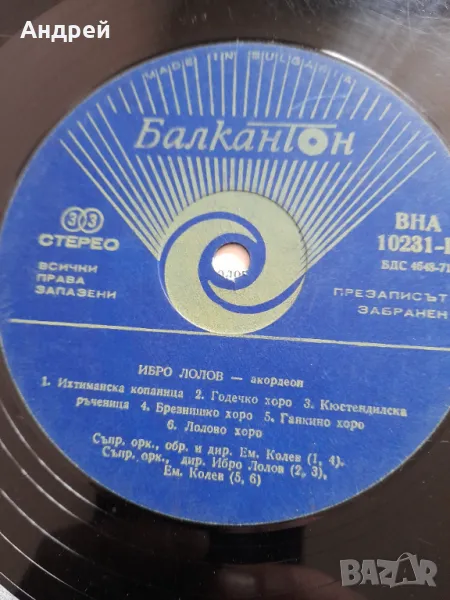 Андрей
MADE IN BULGARIA
Балкантон
33
СТЕРЕО
ВСИЧКИ
ПРАВА
ЗАПАЗЕНИ
ВНА
10231-I
БДС 4648-71
ПРЕЗАПИСЪТ
ЗАБРАНЕН
ИБРО ЛОЛОВ — акордеон
1. Ихтиманска копаница 2. Годечко хоро 3. Кюстендилска
ръченица 4. Брезнишко хоро 5. Ганкино хоро
6. Лолово хоро
Съпр. орк., обр. и дир. Ем. Колев (1, 4).
Съпр. орк., дир. Ибро Лолов (2, 3),
Ем. Колев (5, 6)
BAZAR